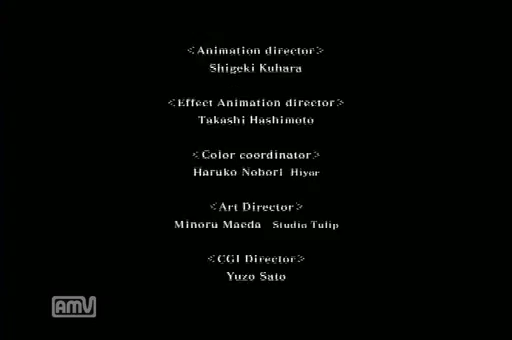 <Animation director>
Shigeki Kuhara
<Effect Animation director>
Takashi Hashimoto
<Color coordinator>
Haruko Nobori Hiyar
<Art Director>
Minoru Maeda Studio Tulip
<CGI Director>
Yuzo Sato
AMV